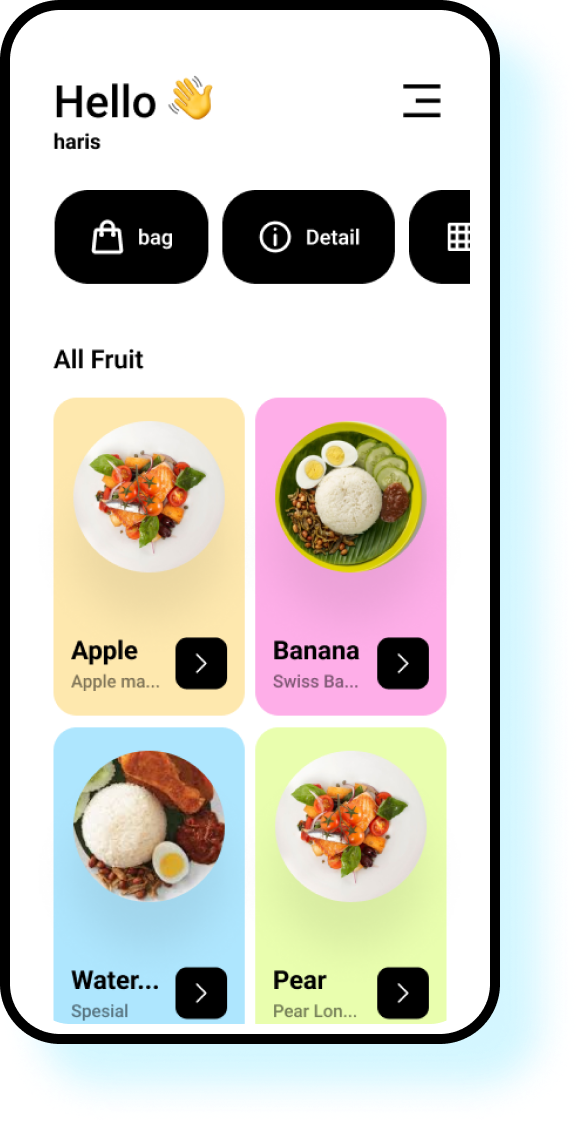 Hello 👋
haris
bag Detail
All Fruit
Apple Banana
Apple ma... Swiss Ba...
Water... Pear
Spesial Pear Lon...